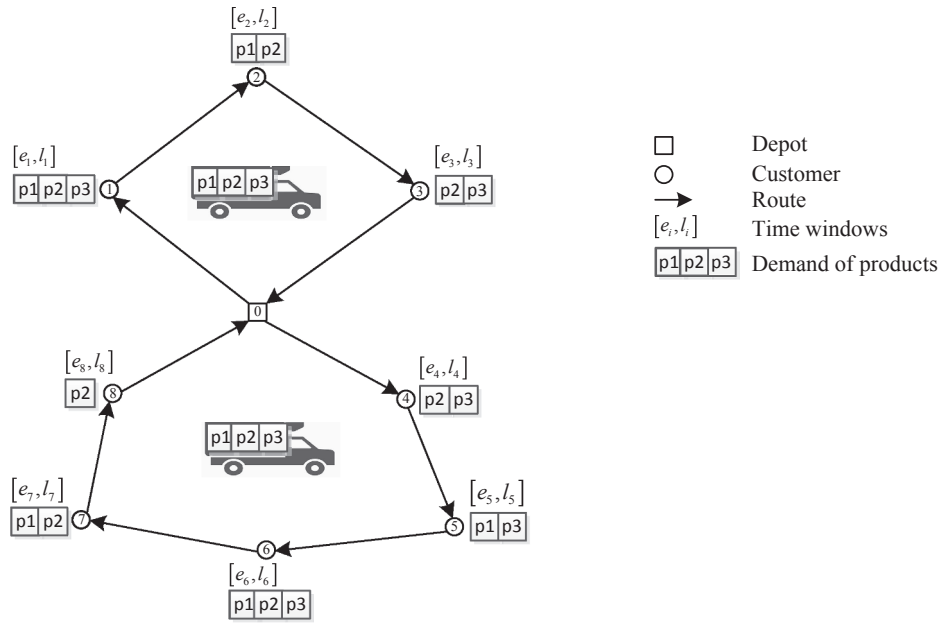 [e₂,l₂]
p1 p2
2
[e₁,l₁]
p1 p2 p3
1
p1 p2 p3
3
[e₃,l₃]
p2 p3
0
[e₈,l₈]
p2
8
4
[e₄,l₄]
p2 p3
p1 p2 p3
[e₇,l₇]
p1 p2
7
6
[e₆,l₆]
p1 p2 p3
5
[e₅,l₅]
p1 p3
Depot
Customer
Route
[eᵢ,lᵢ] Time windows
p1 p2 p3 Demand of products